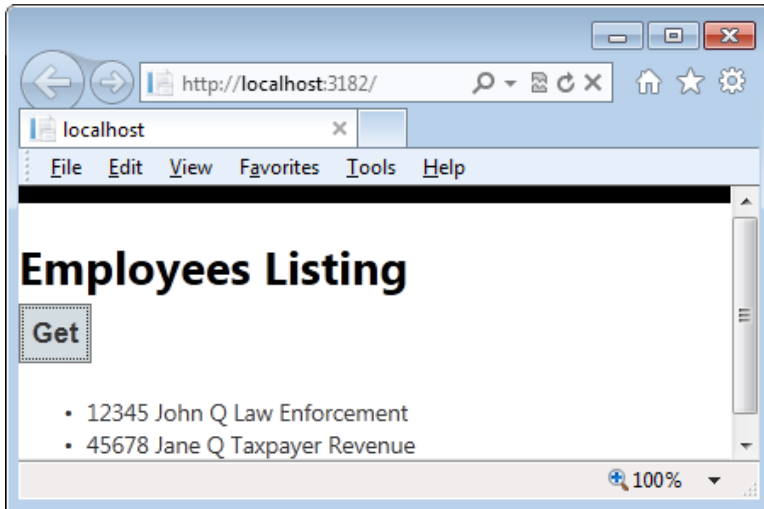 http://localhost:3182/
localhost
File Edit View Favorites Tools Help
Employees Listing
Get
• 12345 John Q Law Enforcement
• 45678 Jane Q Taxpayer Revenue
100%